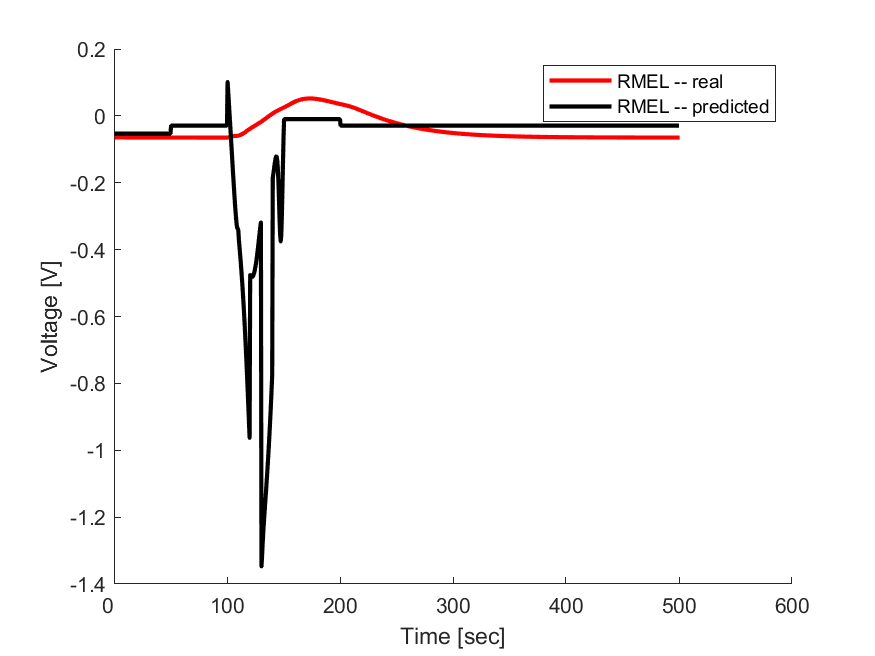 0.2
0
-0.2
-0.4
-0.6
-0.8
-1
-1.2
-1.4
Voltage [V]
RMEL -- real
RMEL -- predicted
0 100 200 300 400 500 600
Time [sec]